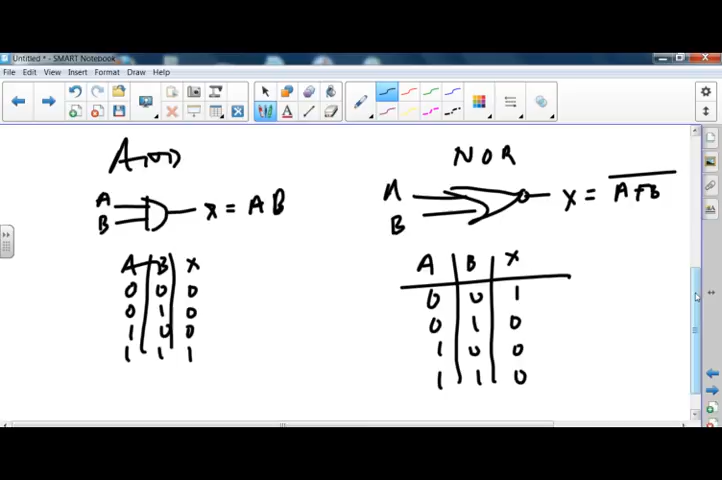 Untitled * - SMART Notebook
File Edit View Insert Format Draw Help
AND
A
B
X = AB
A B X
0 0 0
0 1 0
1 0 0
1 1 1
NOR
A
B
X = A+B
A B X
0 0 1
0 1 0
1 0 0
1 1 0